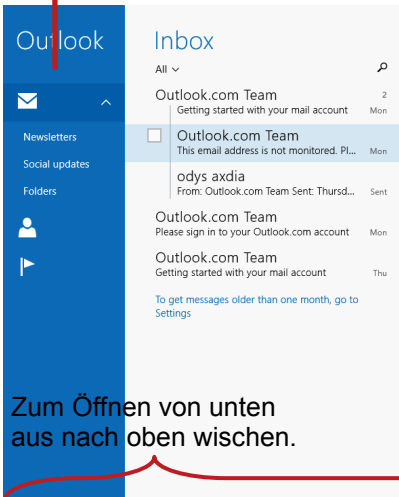 Outlook
Inbox
All
Outlook.com Team 2
Getting started with your mail account Mon
Newsletters
Social updates
Folders
Outlook.com Team
This email address is not monitored. Pl... Mon
odys axdia
From: Outlook.com Team Sent: Thursd... Sent
Outlook.com Team
Please sign in to your Outlook.com account Mon
Outlook.com Team
Getting started with your mail account Thu
To get messages older than one month, go to
Settings
Zum Öffnen von unten
aus nach oben wischen.